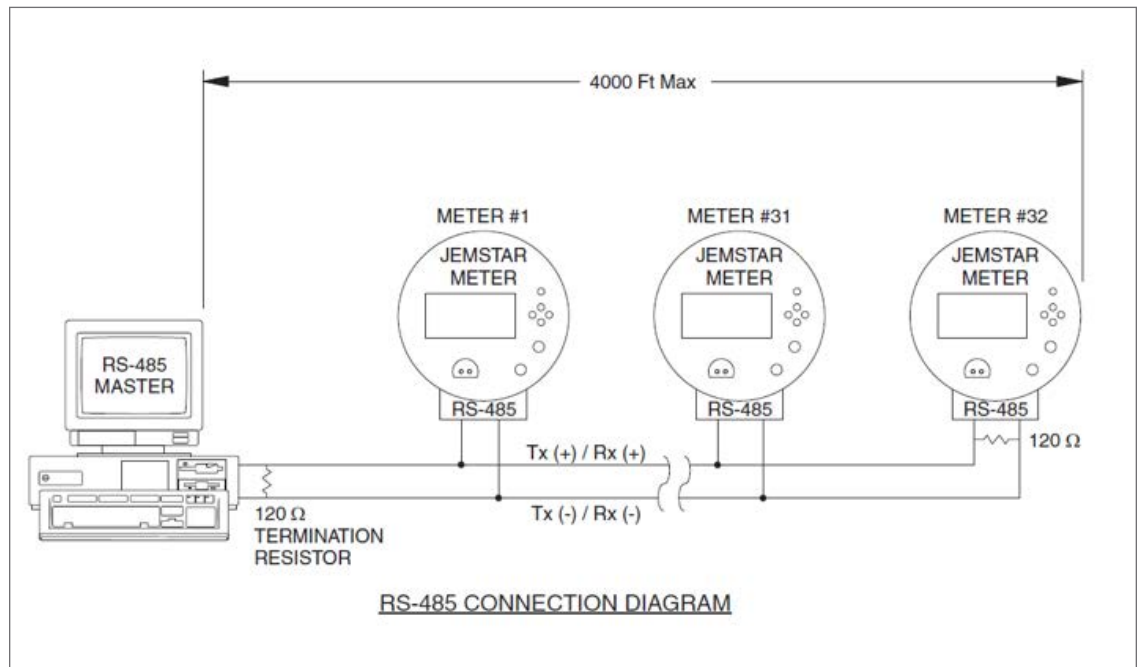 4000 Ft Max
METER #1
METER #31
METER #32
JEMSTAR
METER
JEMSTAR
METER
JEMSTAR
METER
RS-485
MASTER
RS-485
RS-485
RS-485
120 Ω
Tx (+) / Rx (+)
Tx (-) / Rx (-)
120 Ω
TERMINATION
RESISTOR
RS-485 CONNECTION DIAGRAM